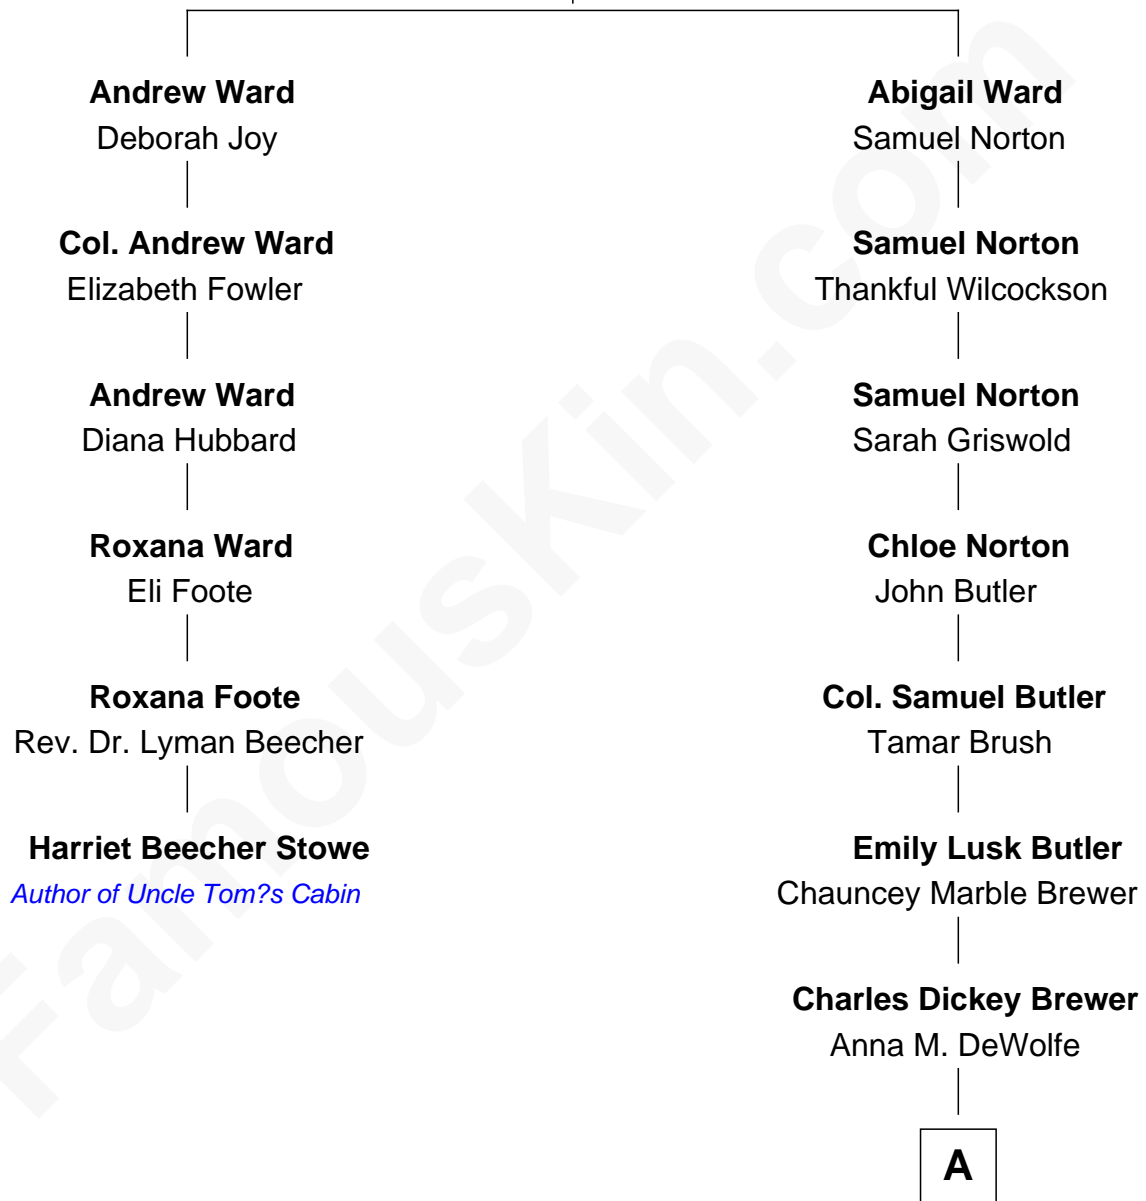 Andrew Ward
Deborah Joy
Col. Andrew Ward
Elizabeth Fowler
Andrew Ward
Diana Hubbard
Roxana Ward
Eli Foote
Roxana Foote
Rev. Dr. Lyman Beecher
Harriet Beecher Stowe
Author of Uncle Tom?s Cabin
Abigail Ward
Samuel Norton
Samuel Norton
Thankful Wilcockson
Samuel Norton
Sarah Griswold
Chloe Norton
John Butler
Col. Samuel Butler
Tamar Brush
Emily Lusk Butler
Chauncey Marble Brewer
Charles Dickey Brewer
Anna M. DeWolfe
A
FamousKin.com